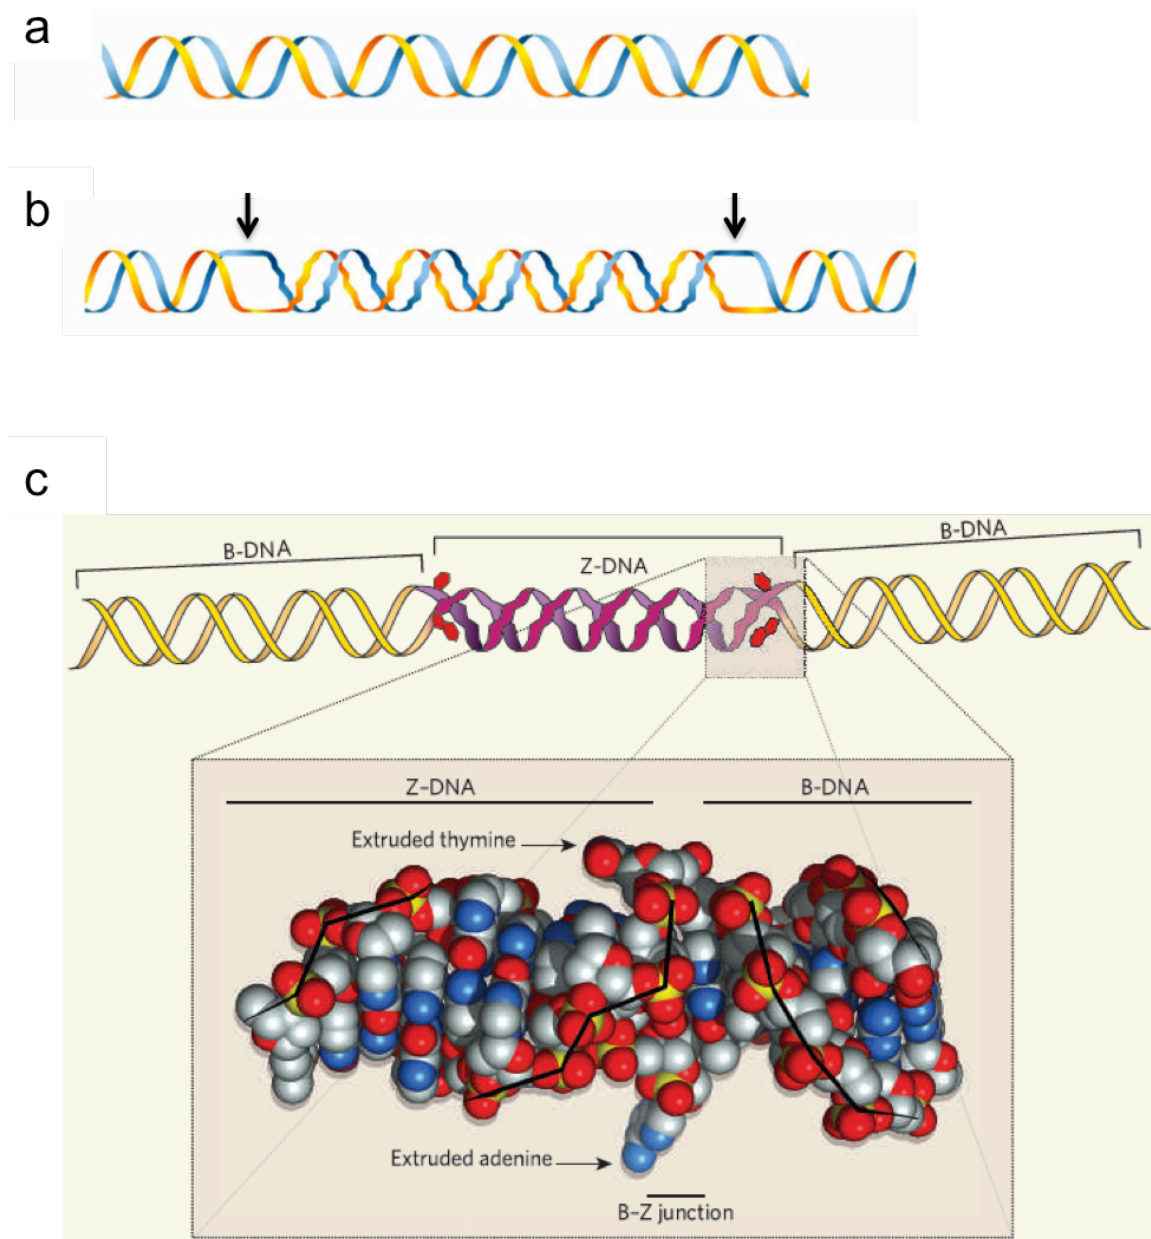 a
b
c
B-DNA
Z-DNA
B-DNA
Z-DNA
B-DNA
Extruded thymine
Extruded adenine
B–Z junction